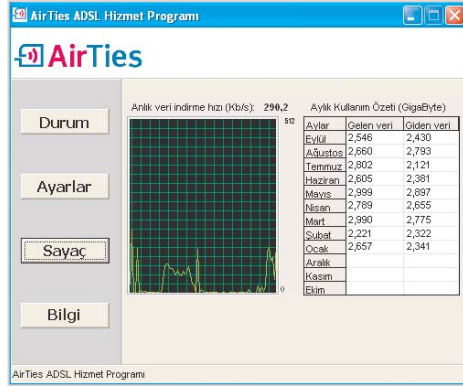 AirTies ADSL Hizmet Programı
AirTies
Durum
Ayarlar
Sayaç
Bilgi
Anlık veri indirme hızı (Kb/s): 290,2
512
0
Aylık Kullanım Özeti (GigaByte)
Aylar Gelen veri Giden veri
Eylül 2,546 2,430
Ağustos 2,660 2,793
Temmuz 2,802 2,121
Haziran 2,605 2,381
Mayıs 2,999 2,897
Nisan 2,789 2,655
Mart 2,990 2,775
Şubat 2,221 2,322
Ocak 2,657 2,341
Aralık
Kasım
Ekim
AirTies ADSL Hizmet Programı